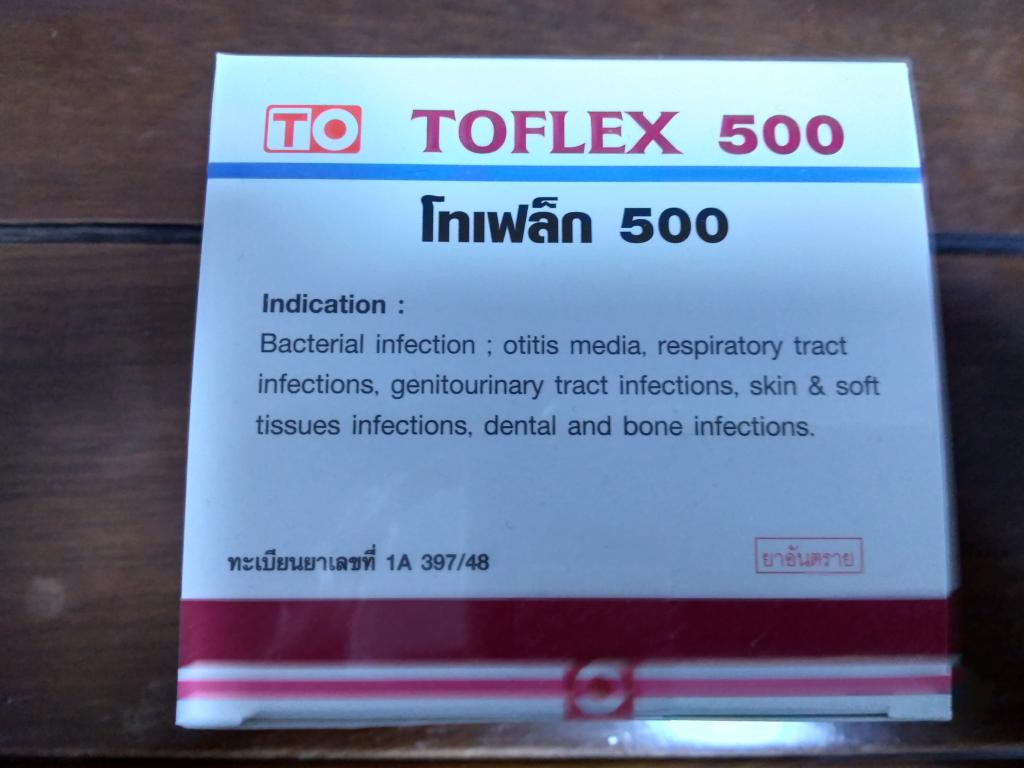 TO TOFLEX 500
โทเฟล็ก 500
Indication :
Bacterial infection ; otitis media, respiratory tract
infections, genitourinary tract infections, skin & soft
tissues infections, dental and bone infections.
ทะเบียนยาเลขที่ 1A 397/48
ยาอันตราย